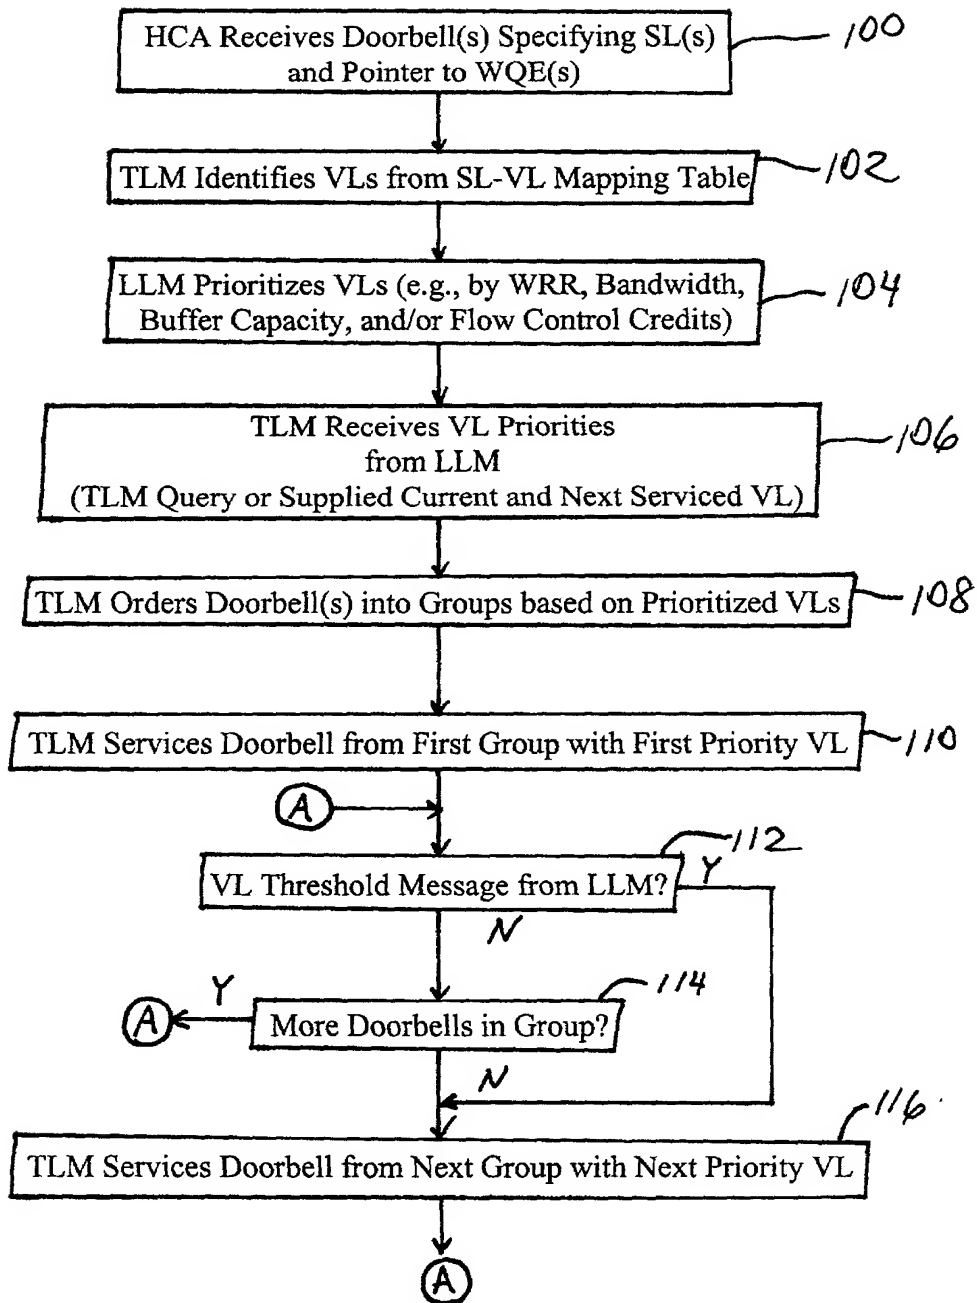 HCA Receives Doorbell(s) Specifying SL(s)
and Pointer to WQE(s)
100
TLM Identifies VLs from SL-VL Mapping Table
102
LLM Prioritizes VLs (e.g., by WRR, Bandwidth,
Buffer Capacity, and/or Flow Control Credits)
104
TLM Receives VL Priorities
from LLM
(TLM Query or Supplied Current and Next Serviced VL)
106
TLM Orders Doorbell(s) into Groups based on Prioritized VLs
108
TLM Services Doorbell from First Group with First Priority VL
110
A
112
VL Threshold Message from LLM?
Y
N
114
Y
A
More Doorbells in Group?
N
116
TLM Services Doorbell from Next Group with Next Priority VL
A